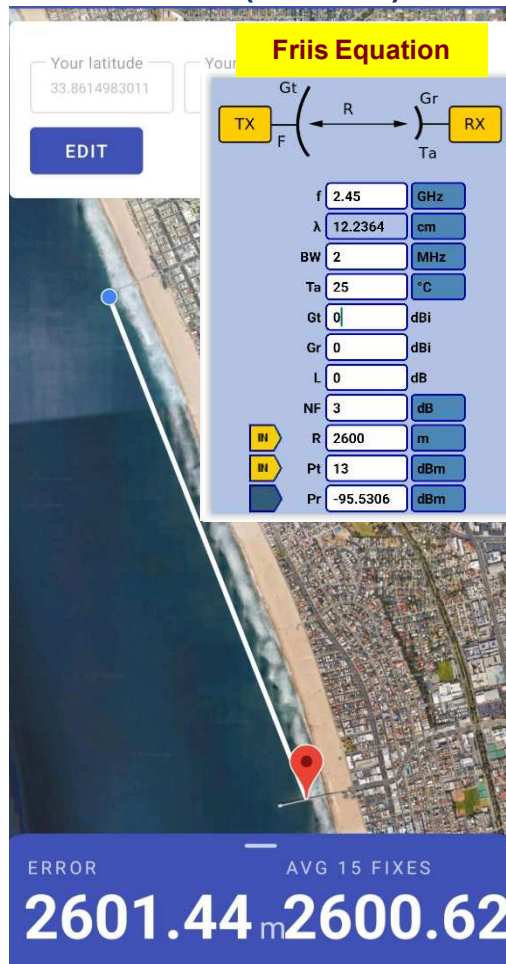 Friis Equation
Your latitude
33.8614983011
EDIT
Gt
R
Gr
TX
RX
F
Ta
f 2.45 GHz
λ 12.2364 cm
BW 2 MHz
Ta 25 °C
Gt 0 dBi
Gr 0 dBi
L 0 dB
NF 3 dB
IN R 2600 m
IN Pt 13 dBm
Pr -95.5306 dBm
ERROR AVG 15 FIXES
2601.44 m 2600.62